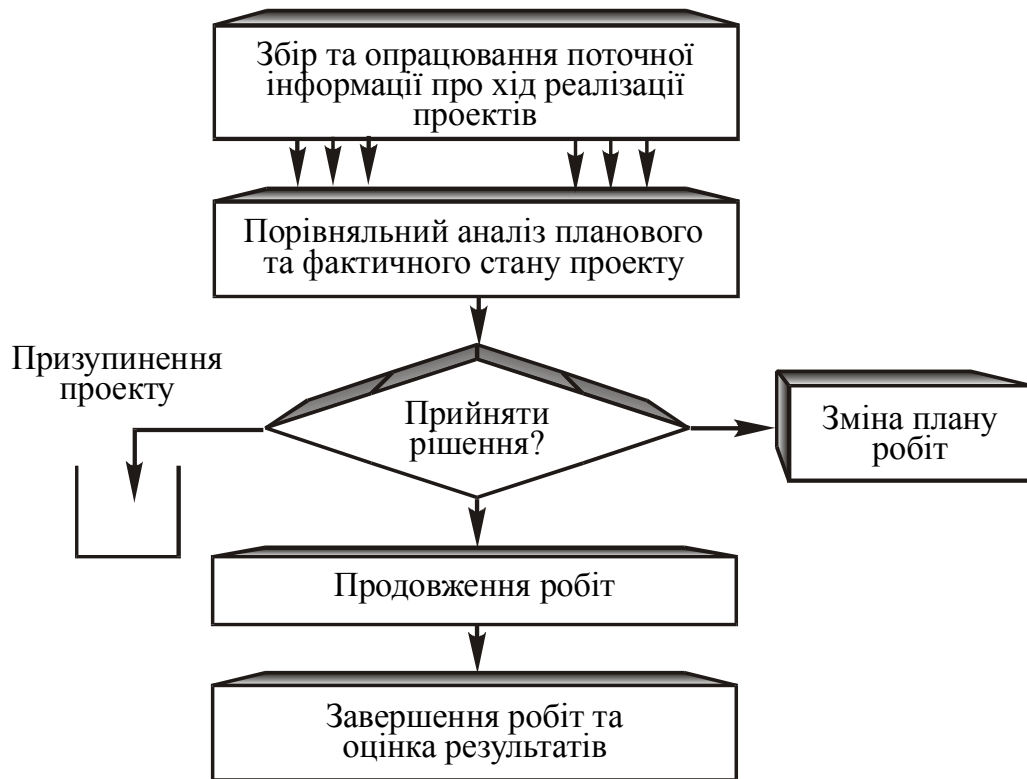 Збір та опрацювання поточної
інформації про хід реалізації
проектів
Порівняльний аналіз планового
та фактичного стану проекту
Призупинення
проекту
Прийняти
рішення?
Зміна плану
робіт
Продовження робіт
Завершення робіт та
оцінка результатів